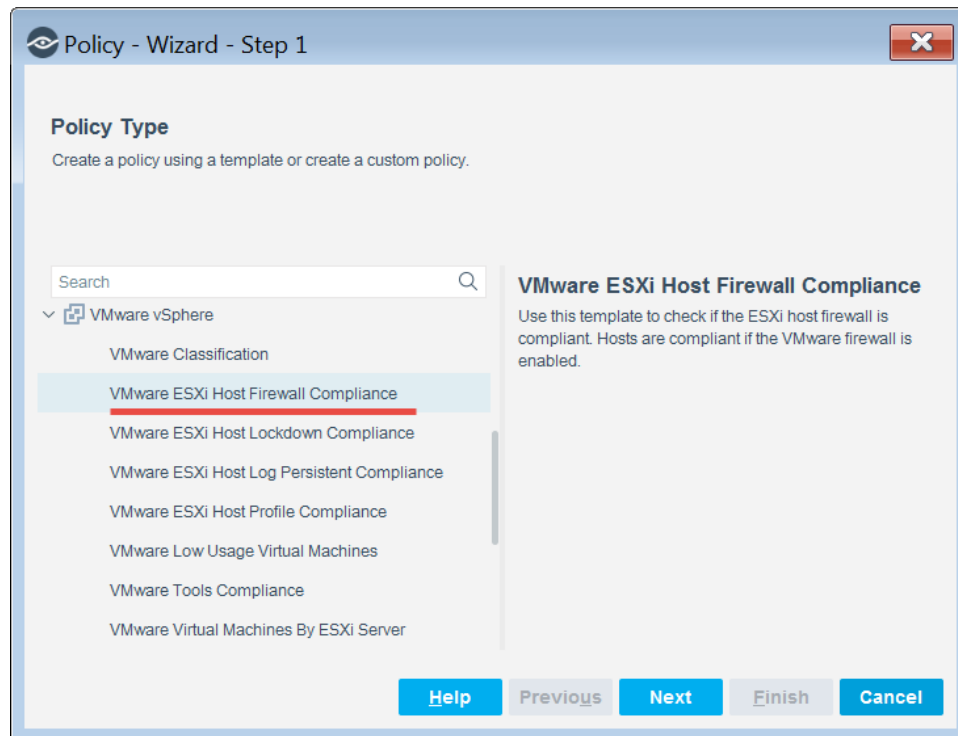 Policy - Wizard - Step 1
Policy Type
Create a policy using a template or create a custom policy.
Search
VMware vSphere
VMware Classification
VMware ESXi Host Firewall Compliance
VMware ESXi Host Lockdown Compliance
VMware ESXi Host Log Persistent Compliance
VMware ESXi Host Profile Compliance
VMware Low Usage Virtual Machines
VMware Tools Compliance
VMware Virtual Machines By ESXi Server
VMware ESXi Host Firewall Compliance
Use this template to check if the ESXi host firewall is
compliant. Hosts are compliant if the VMware firewall is
enabled.
Help Previous Next Finish Cancel